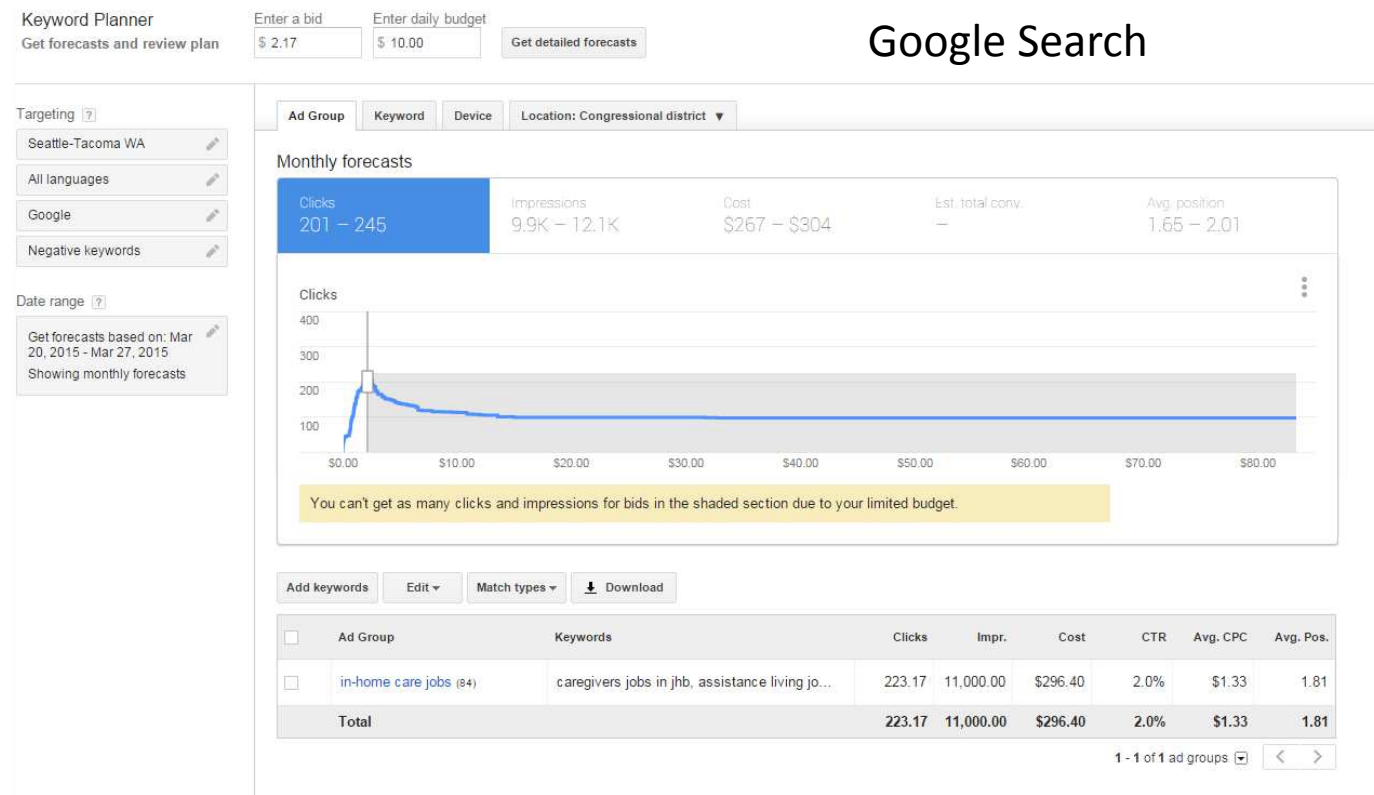 Keyword Planner
Get forecasts and review plan
Enter a bid
Enter daily budget
$ 2.17
$ 10.00
Get detailed forecasts
Google Search
Targeting ?
Seattle-Tacoma WA
All languages
Google
Negative keywords
Date range ?
Get forecasts based on: Mar
20, 2015 - Mar 27, 2015
Showing monthly forecasts
Ad Group Keyword Device Location: Congressional district ▼
Monthly forecasts
Clicks Impressions Cost Est. total conv. Avg. position
201 – 245 9.9K – 12.1K $267 – $304 – 1.65 – 2.01
Clicks
400
300
200
100
$0.00 $10.00 $20.00 $30.00 $40.00 $50.00 $60.00 $70.00 $80.00
You can't get as many clicks and impressions for bids in the shaded section due to your limited budget.
Add keywords Edit Match types Download
Ad Group Keywords Clicks Impr. Cost CTR Avg. CPC Avg. Pos.
in-home care jobs (84) caregivers jobs in jhb, assistance living jo... 223.17 11,000.00 $296.40 2.0% $1.33 1.81
Total 223.17 11,000.00 $296.40 2.0% $1.33 1.81
1 - 1 of 1 ad groups